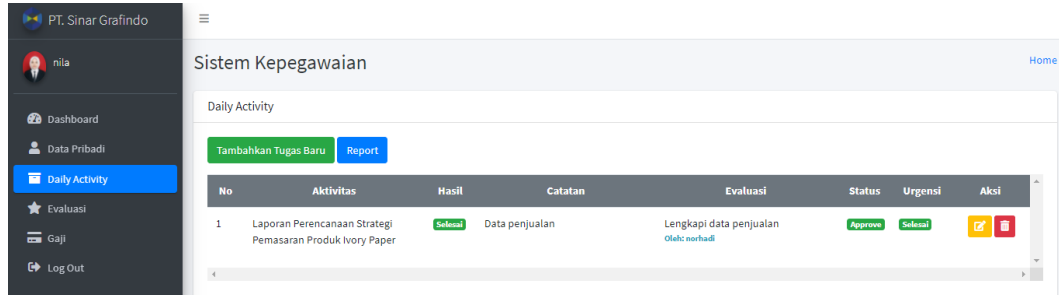 PT. Sinar Grafindo
nila
Sistem Kepegawaian
Home
Dashboard
Data Pribadi
Daily Activity
Evaluasi
Gaji
Log Out
Daily Activity
Tambahkan Tugas Baru Report
No Aktivitas Hasil Catatan Evaluasi Status Urgensi Aksi
1 Laporan Perencanaan Strategi Selesai Data penjualan Lengkapi data penjualan Approve Selesai
Pemasaran Produk Ivory Paper Oleh: norhadi